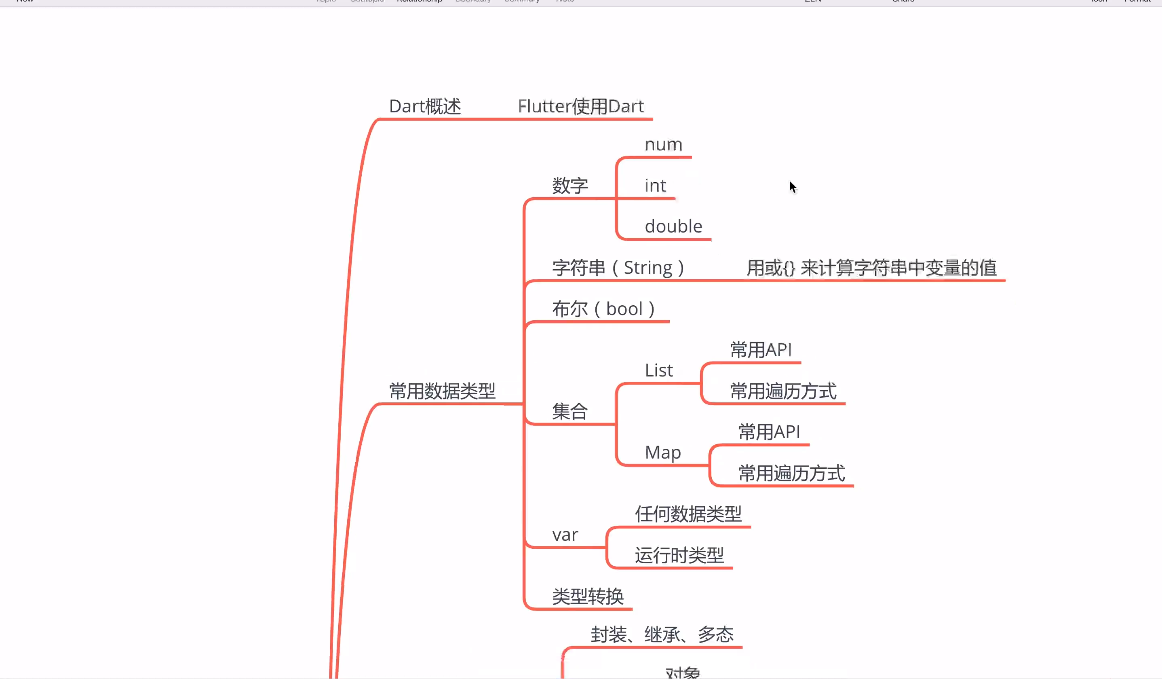 Dart概述
Flutter使用Dart
num
数字
int
double
字符串（String）
用或{} 来计算字符串中变量的值
布尔（bool）
常用API
List
常用数据类型
常用遍历方式
集合
常用API
Map
常用遍历方式
任何数据类型
var
运行时类型
类型转换
封装、继承、多态
对象